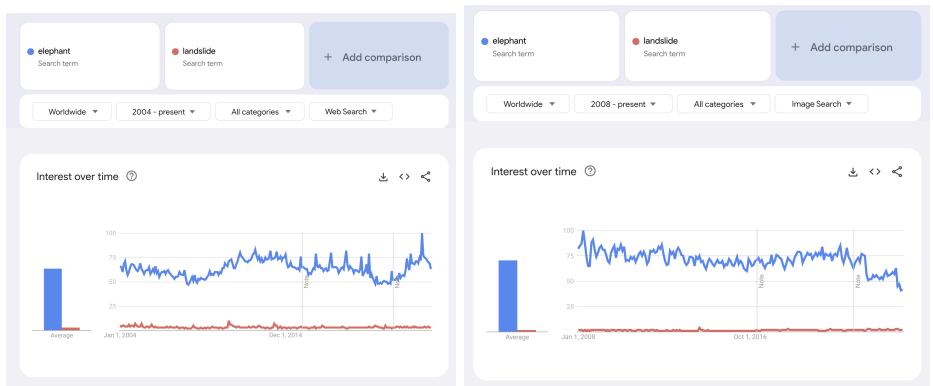 elephant
Search term
landslide
Search term
+ Add comparison
Worldwide
2004 - present
All categories
Web Search
Interest over time
?
100
75
50
25
Note
Note
Average
Jan 1, 2004
Dec 1, 2014
elephant
Search term
landslide
Search term
+ Add comparison
Worldwide
2008 - present
All categories
Image Search
Interest over time
?
100
75
50
25
Note
Note
Average
Jan 1, 2008
Oct 1, 2016